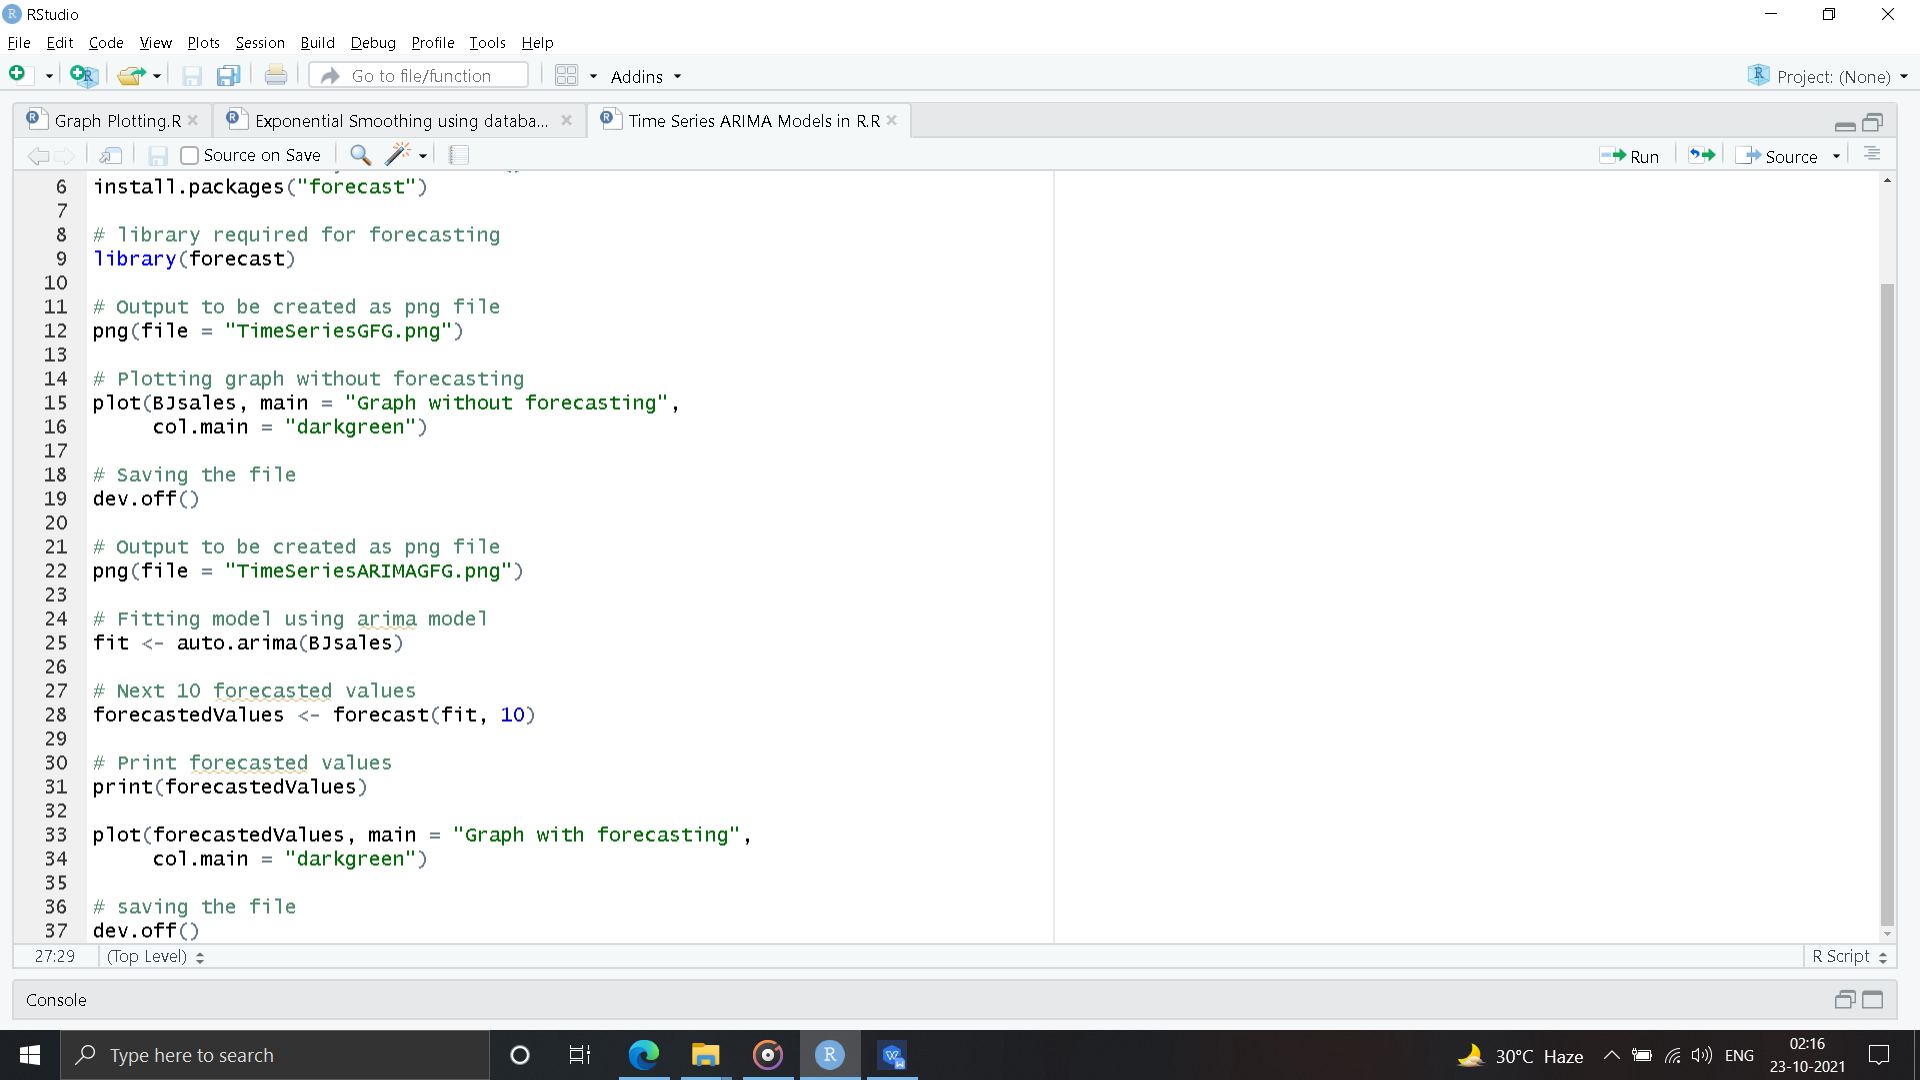 RStudio
File Edit Code View Plots Session Build Debug Profile Tools Help
Go to file/function Addins Project: (None)
Graph Plotting.R Exponential Smoothing using databa... Time Series ARIMA Models in R.R
Source on Save Run Source
6 install.packages("forecast")
7
8 # library required for forecasting
9 library(forecast)
10
11 # Output to be created as png file
12 png(file = "TimeSeriesGFG.png")
13
14 # Plotting graph without forecasting
15 plot(BJsales, main = "Graph without forecasting",
16 col.main = "darkgreen")
17
18 # Saving the file
19 dev.off()
20
21 # Output to be created as png file
22 png(file = "TimeSeriesARIMAGFG.png")
23
24 # Fitting model using arima model
25 fit <- auto.arima(BJsales)
26
27 # Next 10 forecasted values
28 forecastedValues <- forecast(fit, 10)
29
30 # Print forecasted values
31 print(forecastedValues)
32
33 plot(forecastedValues, main = "Graph with forecasting",
34 col.main = "darkgreen")
35
36 # saving the file
37 dev.off()
27:29 (Top Level) R Script
Console
Type here to search 30°C Haze ENG 02:16
23-10-2021